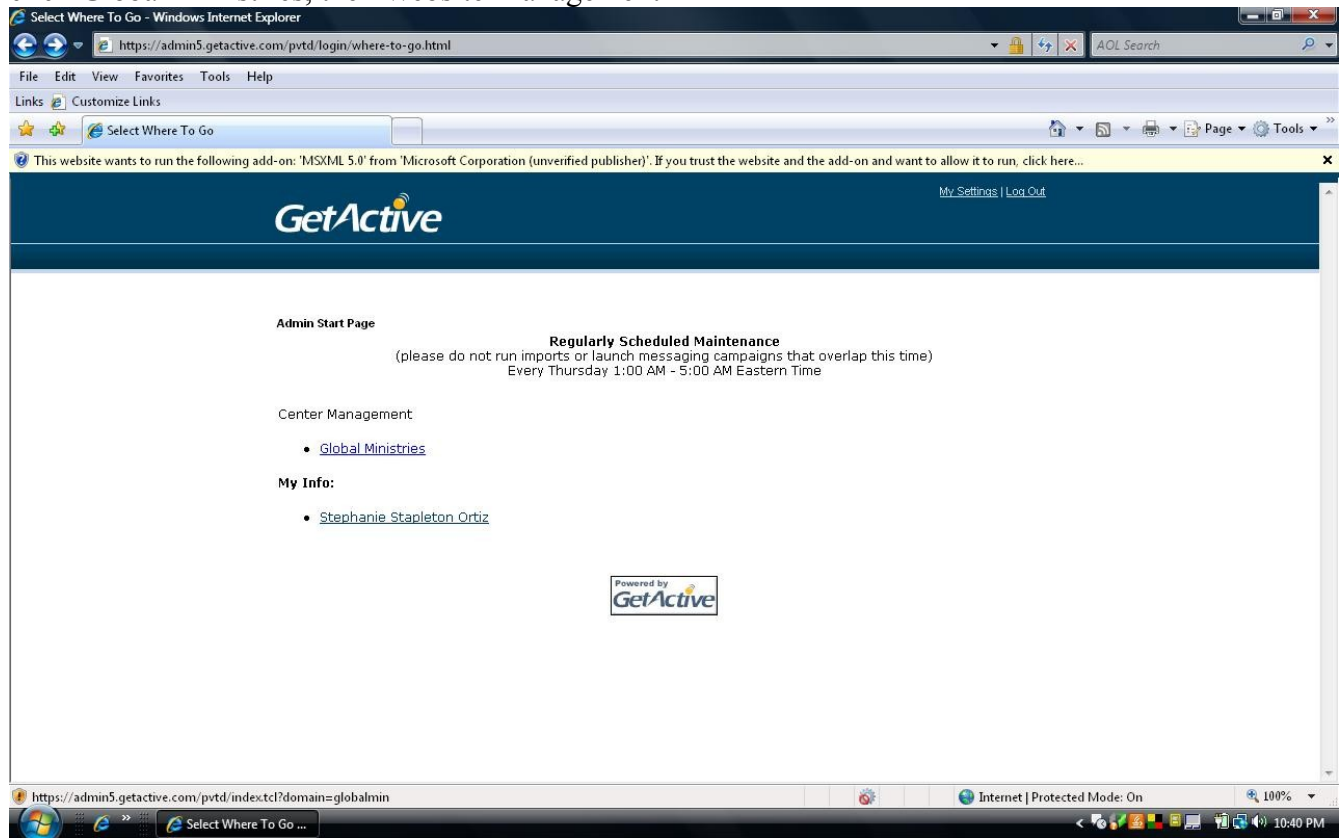 Select Where To Go - Windows Internet Explorer
https://admin5.getactive.com/pvtd/login/where-to-go.html
AOL Search
File Edit View Favorites Tools Help
Links Customize Links
Select Where To Go
Page Tools
This website wants to run the following add-on: 'MSXML 5.0' from 'Microsoft Corporation (unverified publisher)'. If you trust the website and the add-on and want to allow it to run, click here...
My Settings | Log Out
GetActive
Admin Start Page
Regularly Scheduled Maintenance
(please do not run imports or launch messaging campaigns that overlap this time)
Every Thursday 1:00 AM - 5:00 AM Eastern Time
Center Management
• Global Ministries
My Info:
• Stephanie Stapleton Ortiz
Powered by
GetActive
https://admin5.getactive.com/pvtd/index.tcl?domain=globalmin
Internet | Protected Mode: On
100%
Select Where To Go ...
10:40 PM